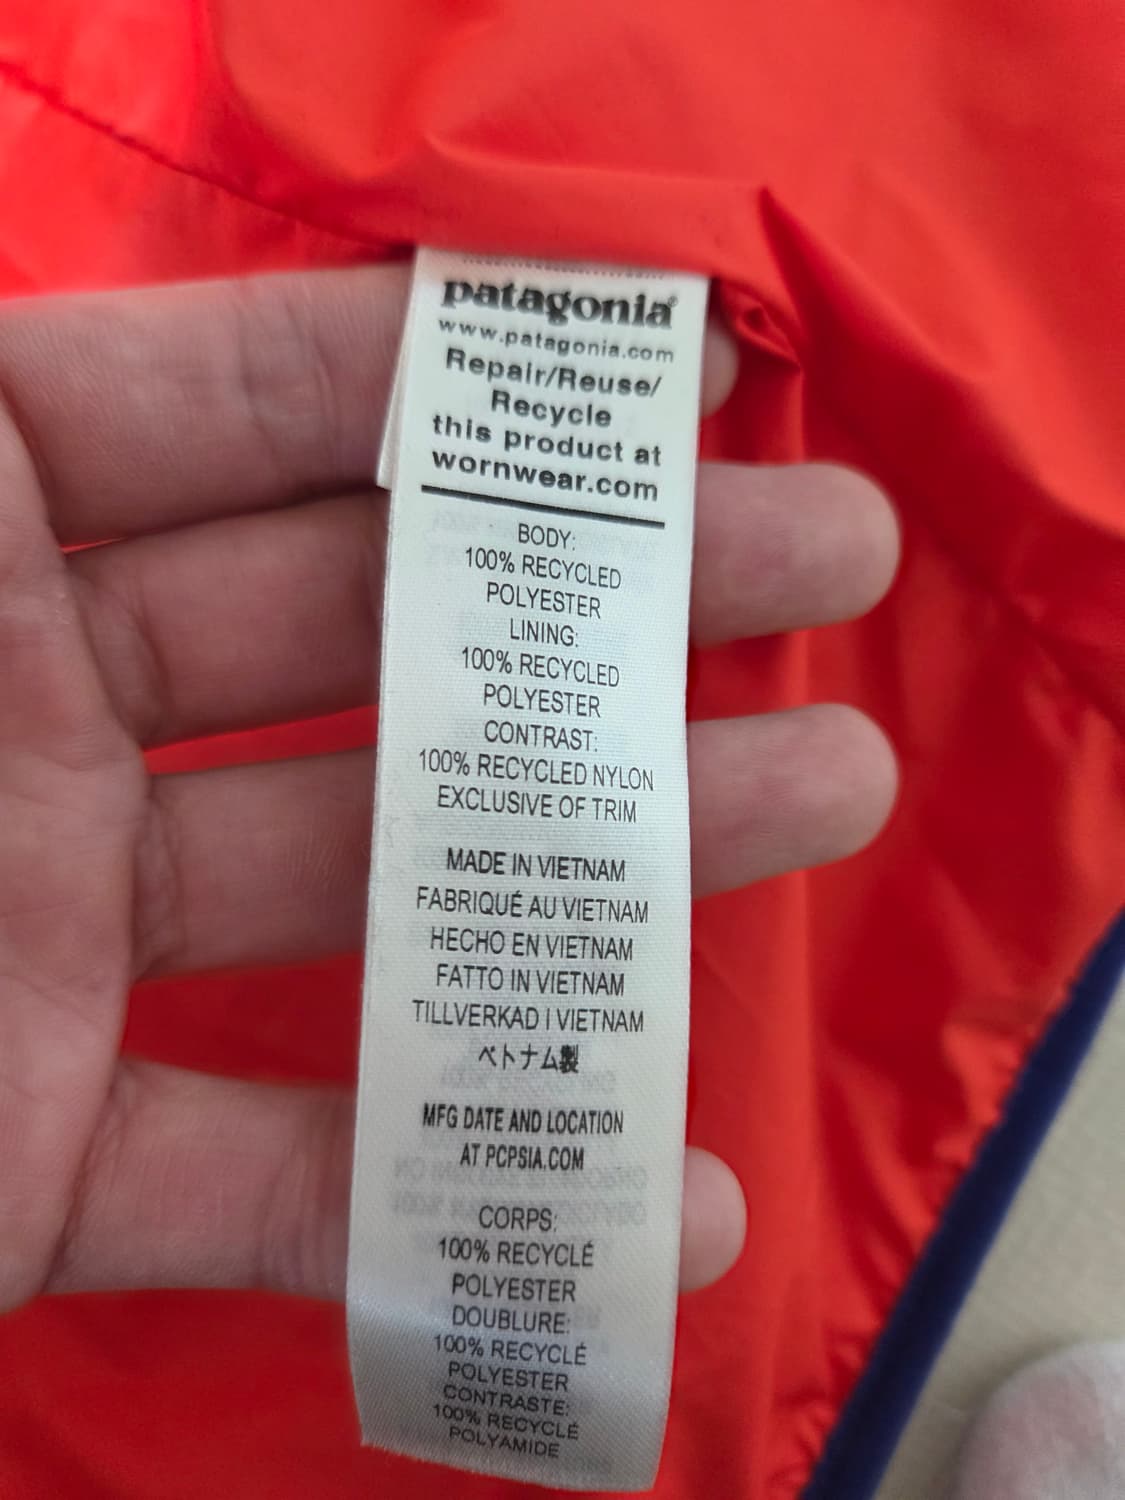 patagonia®
www.patagonia.com
Repair/Reuse/
Recycle
this product at
wornwear.com
BODY:
100% RECYCLED
POLYESTER
LINING:
100% RECYCLED
POLYESTER
CONTRAST:
100% RECYCLED NYLON
EXCLUSIVE OF TRIM
MADE IN VIETNAM
FABRIQUÉ AU VIETNAM
HECHO EN VIETNAM
FATTO IN VIETNAM
TILLVERKAD I VIETNAM
ベトナム製
MFG DATE AND LOCATION
AT PCPSIA.COM
CORPS:
100% RECYCLÉ
POLYESTER
DOUBLURE:
100% RECYCLÉ
POLYESTER
CONTRASTE:
100% RECYCLÉ
POLYAMIDE